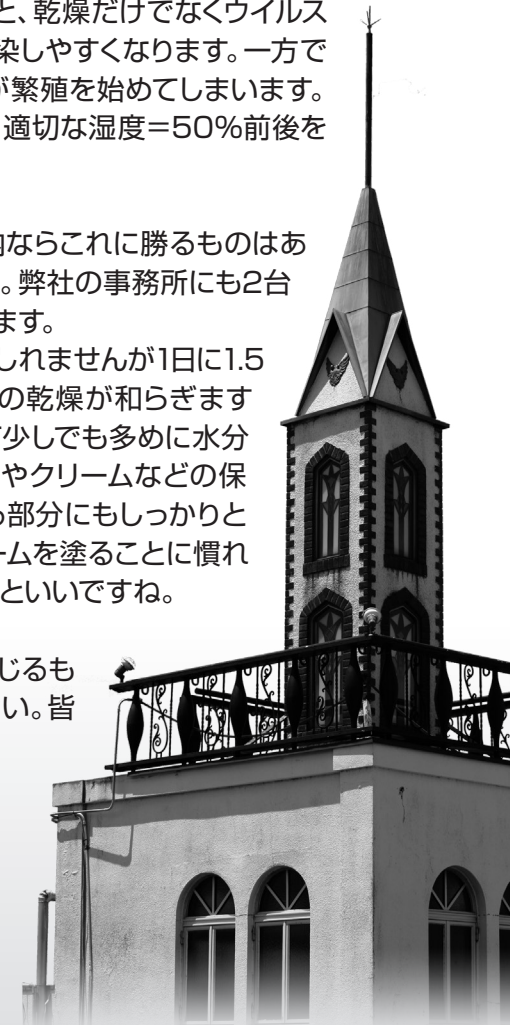 と、乾燥だけでなくウイルス
染しやすくなります。一方で
が繁殖を始めてしまいます。
適切な湿度＝50％前後を
内ならこれに勝るものはあ
。弊社の事務所にも2台
ます。
しれませんが1日に1.5
の乾燥が和らぎます
て少しでも多めに水分
やクリームなどの保
る部分にもしっかりと
ームを塗ることに慣れ
といいですね。
じるも
い。皆